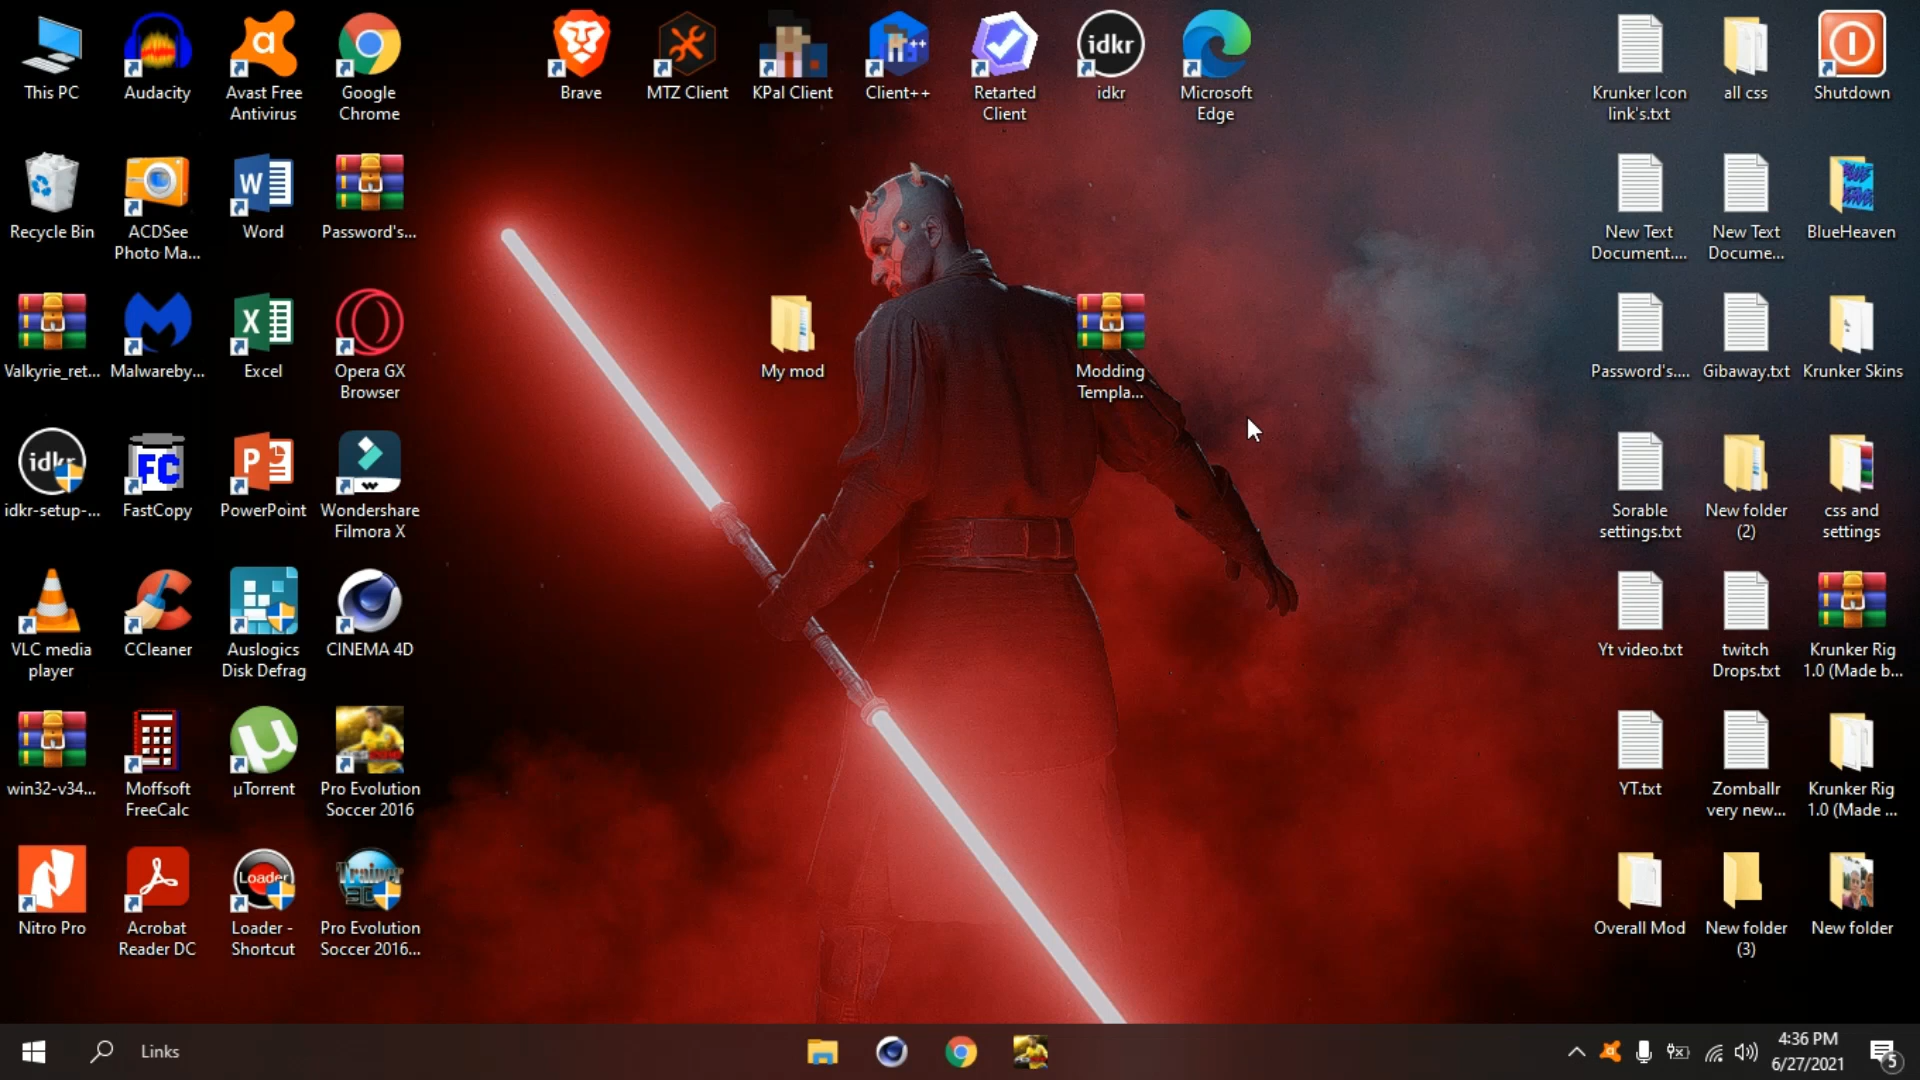 This PC
Audacity
Avast Free
Antivirus
Google
Chrome
Brave
MTZ Client
KPal Client
Client++
Retarted
Client
idkr
idkr
Microsoft
Edge
Krunker Icon
link's.txt
all css
Shutdown
Recycle Bin
ACDSee
Photo Ma...
Word
Password's...
New Text
Document....
New Text
Docume...
BlueHeaven
Valkyrie_ret...
Malwareby...
Excel
Opera GX
Browser
My mod
Modding
Templa...
Password's....
Gibaway.txt
Krunker Skins
idkr-setup-...
FC
FastCopy
PowerPoint
Wondershare
Filmora X
Sorable
settings.txt
New folder
(2)
css and
settings
VLC media
player
CCleaner
Auslogics
Disk Defrag
CINEMA 4D
Yt video.txt
twitch
Drops.txt
Krunker Rig
1.0 (Made b...
win32-v34...
Moffsoft
FreeCalc
µTorrent
Pro Evolution
Soccer 2016
YT.txt
Zomballr
very new...
Krunker Rig
1.0 (Made ...
Nitro Pro
Acrobat
Reader DC
Loader
Loader -
Shortcut
Trainer
Pro Evolution
Soccer 2016...
Overall Mod
New folder
(3)
New folder
Links
4:36 PM
6/27/2021
5